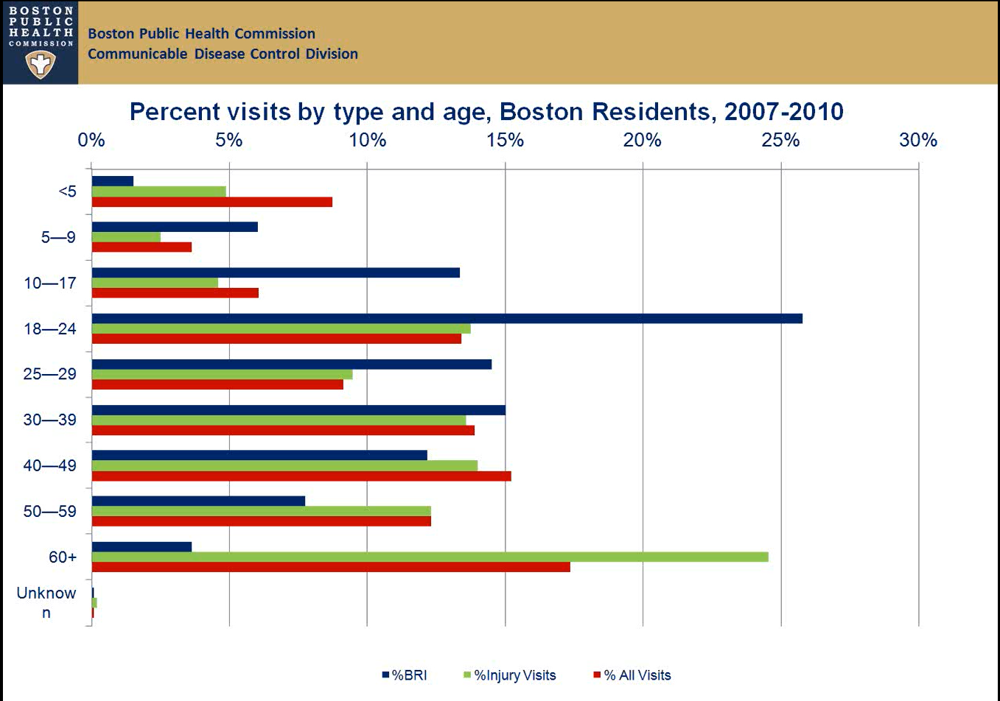 BOSTON
PUBLIC
HEALTH
COMMISSION
Boston Public Health Commission
Communicable Disease Control Division
Percent visits by type and age, Boston Residents, 2007-2010
0% 5% 10% 15% 20% 25% 30%
<5
5—9
10—17
18—24
25—29
30—39
40—49
50—59
60+
Unknow
n
%BRI %Injury Visits % All Visits